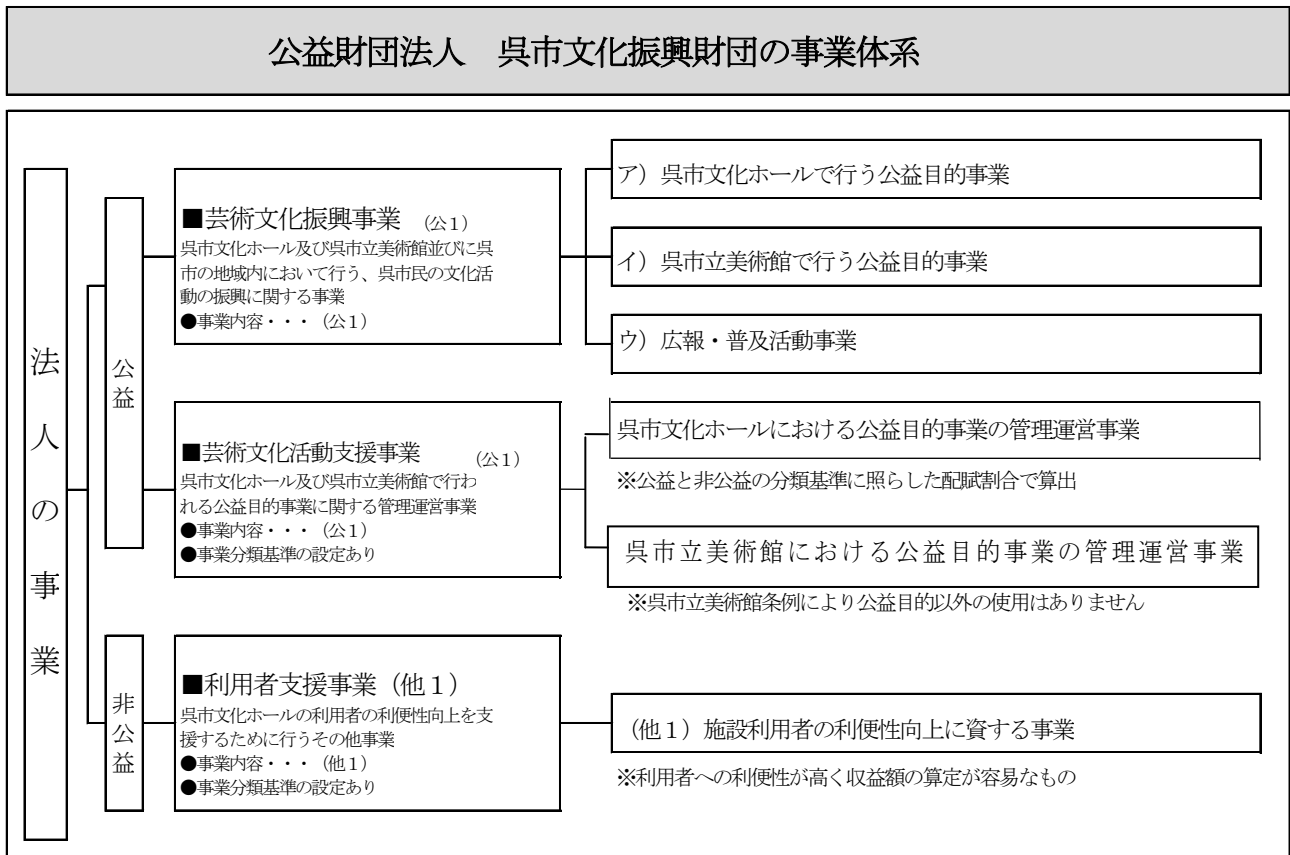 公益財団法人　呉市文化振興財団の事業体系
法人の事業
公益
■芸術文化振興事業 （公１）
呉市文化ホール及び呉市立美術館並びに呉
市の地域内において行う、呉市民の文化活
動の振興に関する事業
●事業内容・・・（公１）
ア）呉市文化ホールで行う公益目的事業
イ）呉市立美術館で行う公益目的事業
ウ）広報・普及活動事業
■芸術文化活動支援事業 （公１）
呉市文化ホール及び呉市立美術館で行わ
れる公益目的事業に関する管理運営事業
●事業内容・・・（公１）
●事業分類基準の設定あり
呉市文化ホールにおける公益目的事業の管理運営事業
※公益と非公益の分類基準に照らした配賦割合で算出
呉市立美術館における公益目的事業の管理運営事業
※呉市立美術館条例により公益目的以外の使用はありません
非公益
■利用者支援事業（他１）
呉市文化ホールの利用者の利便性向上を支
援するために行うその他事業
●事業内容・・・（他１）
●事業分類基準の設定あり
（他１）施設利用者の利便性向上に資する事業
※利用者への利便性が高く収益額の算定が容易なもの